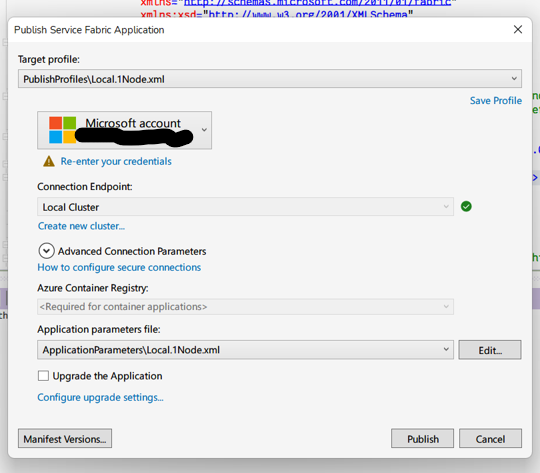 xmlns="http://schemas.microsoft.com/2011/01/fabric"
xmlns:xsd="http://www.w3.org/2001/XMLSchema"
Publish Service Fabric Application
Target profile:
PublishProfiles\Local.1Node.xml
Save Profile
Microsoft account
Re-enter your credentials
Connection Endpoint:
Local Cluster
Create new cluster...
Advanced Connection Parameters
How to configure secure connections
Azure Container Registry:
<Required for container applications>
Application parameters file:
ApplicationParameters\Local.1Node.xml
Edit...
Upgrade the Application
Configure upgrade settings...
Manifest Versions...
Publish
Cancel